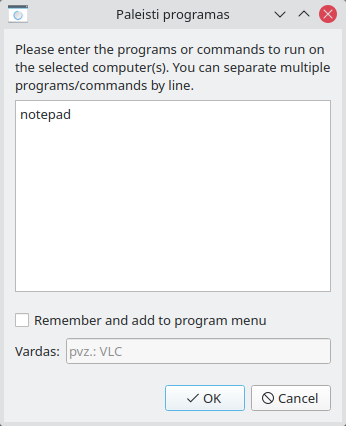 Paleisti programas
Please enter the programs or commands to run on
the selected computer(s). You can separate multiple
programs/commands by line.
notepad
Remember and add to program menu
Vardas: pvz.: VLC
OK Cancel